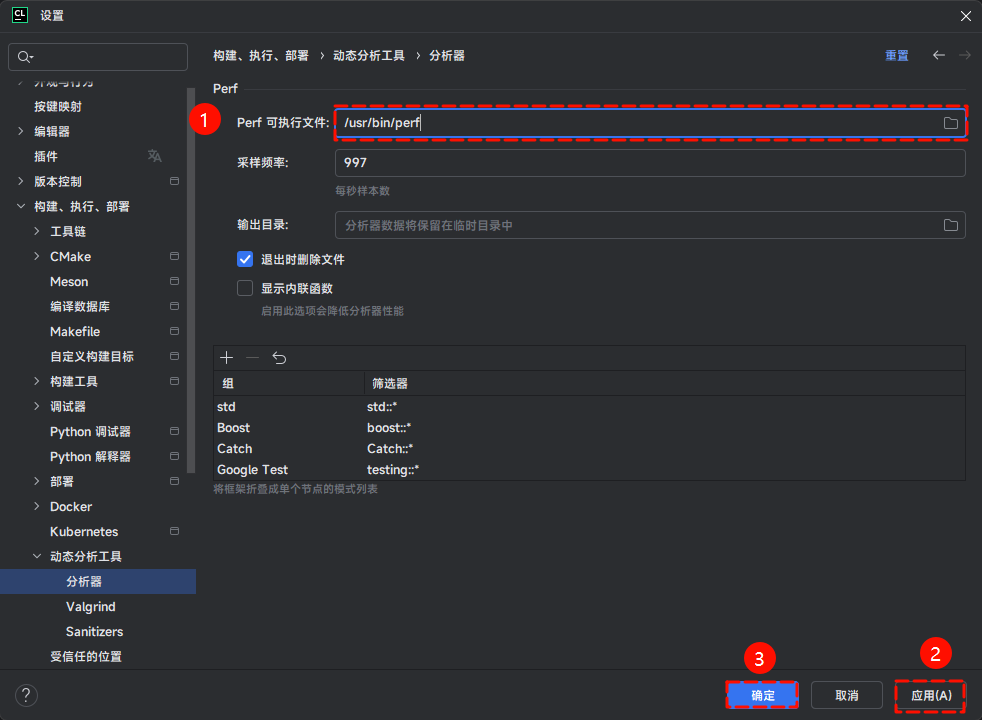 CL 设置
构建、执行、部署 › 动态分析工具 › 分析器
重置
外观与行为
按键映射
编辑器
插件
版本控制
构建、执行、部署
工具链
CMake
Meson
编译数据库
Makefile
自定义构建目标
构建工具
调试器
Python 调试器
Python 解释器
部署
Docker
Kubernetes
动态分析工具
分析器
Valgrind
Sanitizers
受信任的位置
Perf
1
Perf 可执行文件: /usr/bin/perf
采样频率: 997
每秒样本数
输出目录: 分析器数据将保留在临时目录中
退出时删除文件
显示内联函数
启用此选项会降低分析器性能
组 筛选器
std std::*
Boost boost::*
Catch Catch::*
Google Test testing::*
将框架折叠成单个节点的模式列表
3 2
? 确定 取消 应用(A)